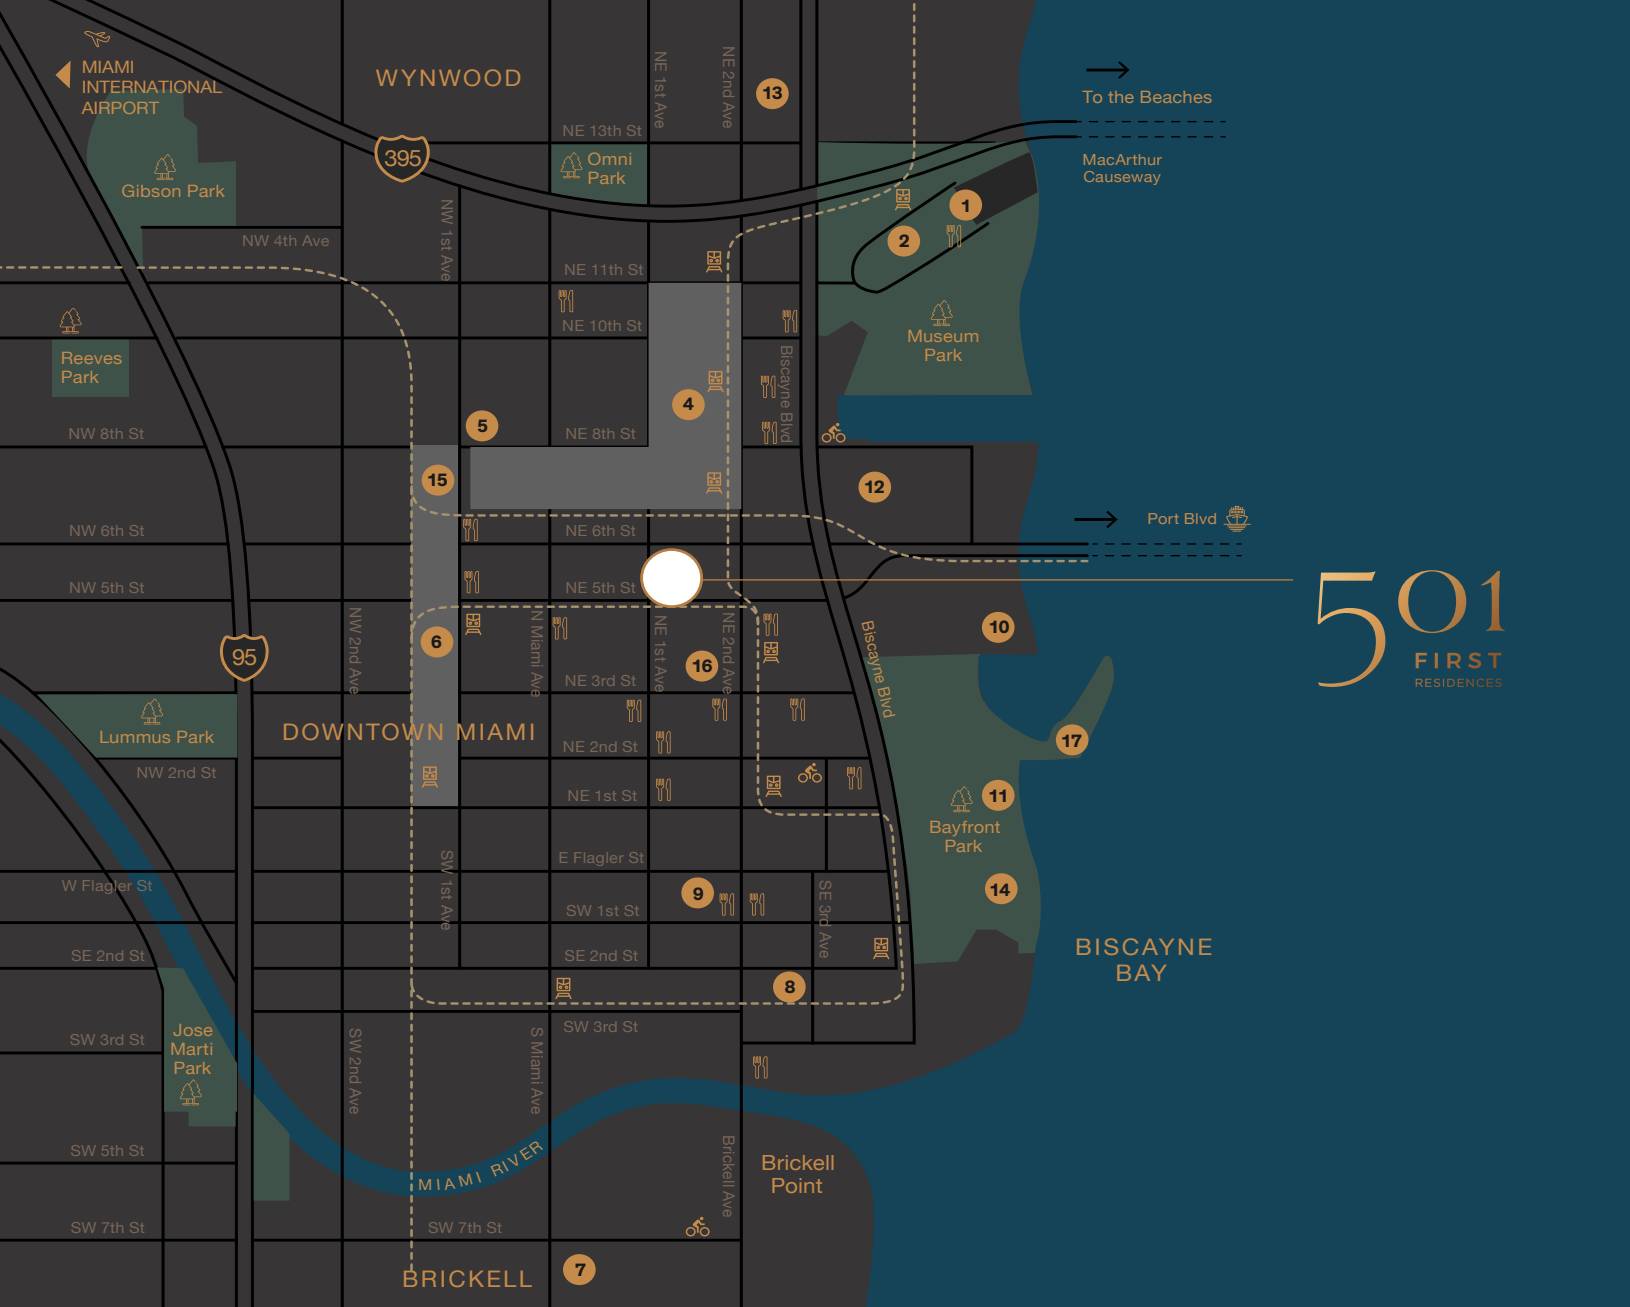 MIAMI
INTERNATIONAL
AIRPORT
WYNWOOD
NE 1st Ave
NE 2nd Ave
13
To the Beaches
NE 13th St
395
Omni
Park
MacArthur
Causeway
Gibson Park
NW 4th Ave
NW 1st Ave
1
2
NE 11th St
NE 10th St
Reeves
Park
Museum
Park
Biscayne Blvd
4
5
NW 8th St
NE 8th St
15
12
NW 6th St
NE 6th St
Port Blvd
NW 5th St
NE 5th St
501
FIRST
RESIDENCES
95
NW 2nd Ave
6
N Miami Ave
NE 1st Ave
NE 2nd Ave
16
Biscayne Blvd
10
NE 3rd St
Lummus Park
DOWNTOWN MIAMI
NE 2nd St
17
NW 2nd St
NE 1st St
11
Bayfront
Park
E Flagler St
W Flagler St
SW 1st Ave
9
SW 1st St
SE 3rd Ave
14
SE 2nd St
SE 2nd St
BISCAYNE
BAY
8
SW 3rd St
SW 3rd St
Jose
Marti
Park
SW 2nd Ave
S Miami Ave
SW 5th St
MIAMI RIVER
Brickell Ave
Brickell
Point
SW 7th St
SW 7th St
BRICKELL
7